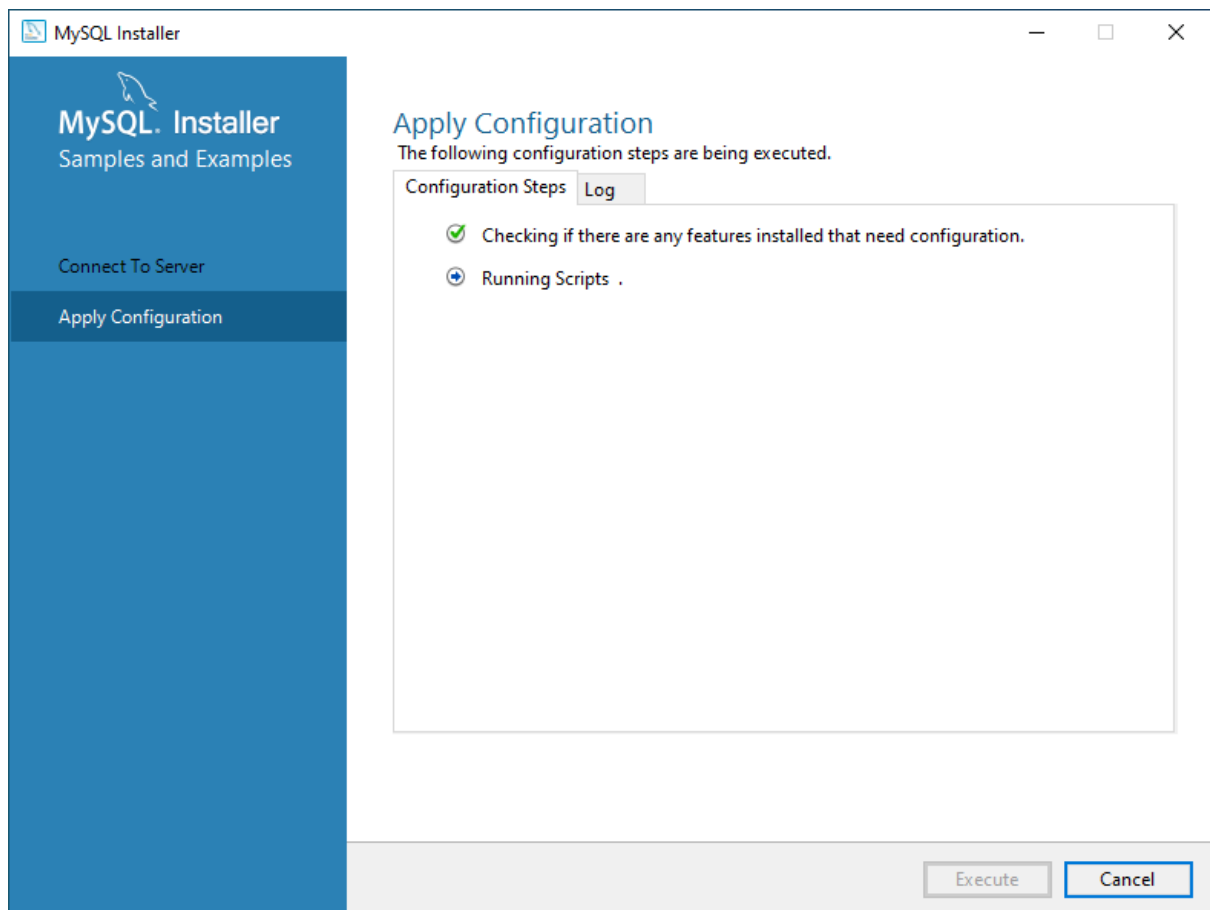 MySQL Installer
MySQL. Installer
Samples and Examples
Connect To Server
Apply Configuration
Apply Configuration
The following configuration steps are being executed.
Configuration Steps Log
Checking if there are any features installed that need configuration.
Running Scripts .
Execute Cancel